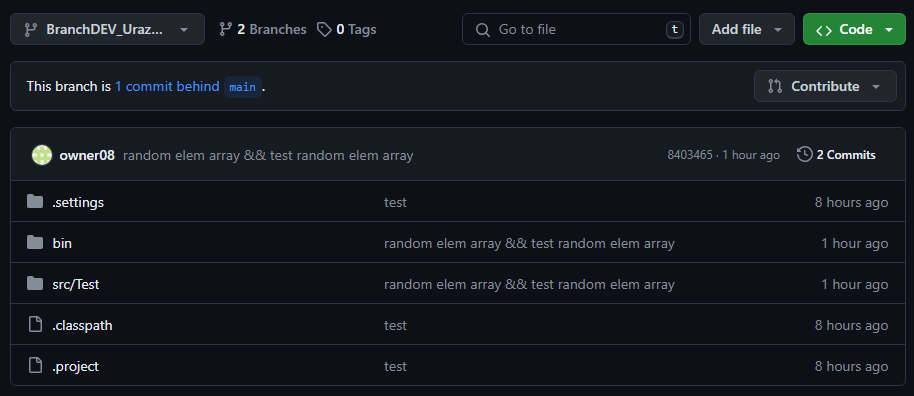 BranchDEV_Uraz... 2 Branches 0 Tags Go to file t Add file Code
This branch is 1 commit behind main. Contribute
owner08 random elem array && test random elem array 8403465 · 1 hour ago 2 Commits
.settings test 8 hours ago
bin random elem array && test random elem array 1 hour ago
src/Test random elem array && test random elem array 1 hour ago
.classpath test 8 hours ago
.project test 8 hours ago